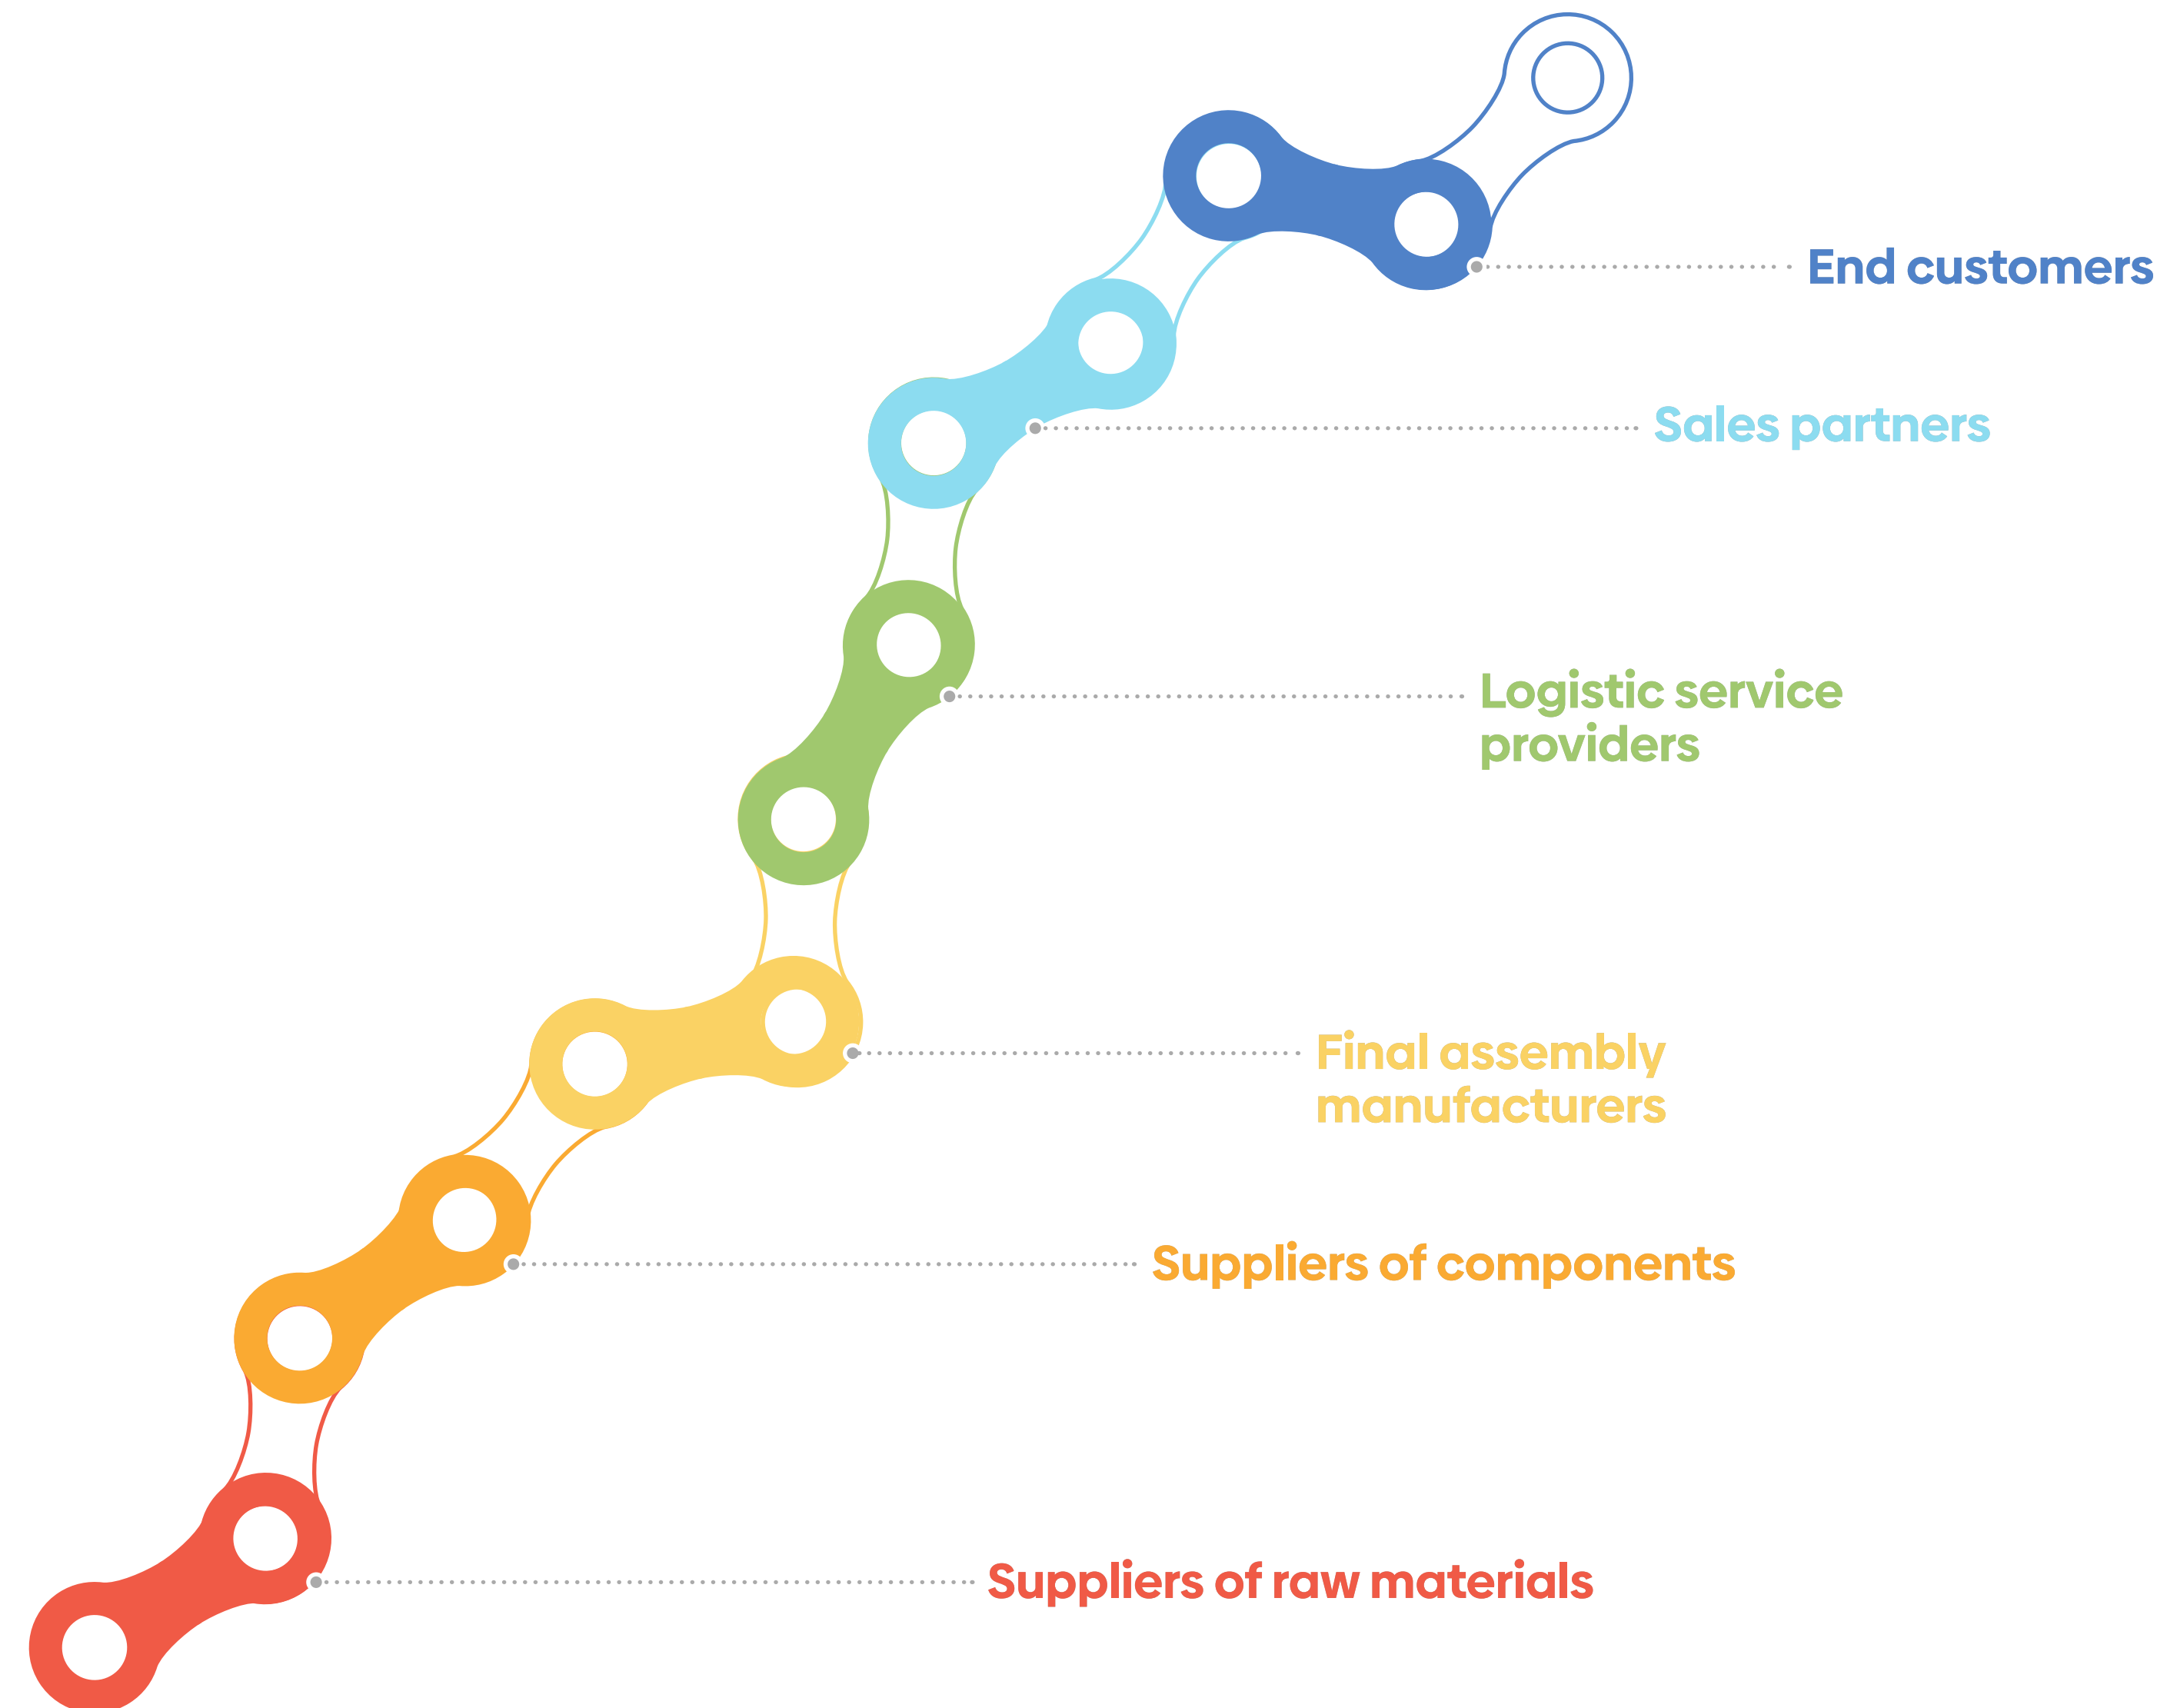 End customers
Sales partners
Logistic service
providers
Final assembly
manufacturers
Suppliers of components
Suppliers of raw materials